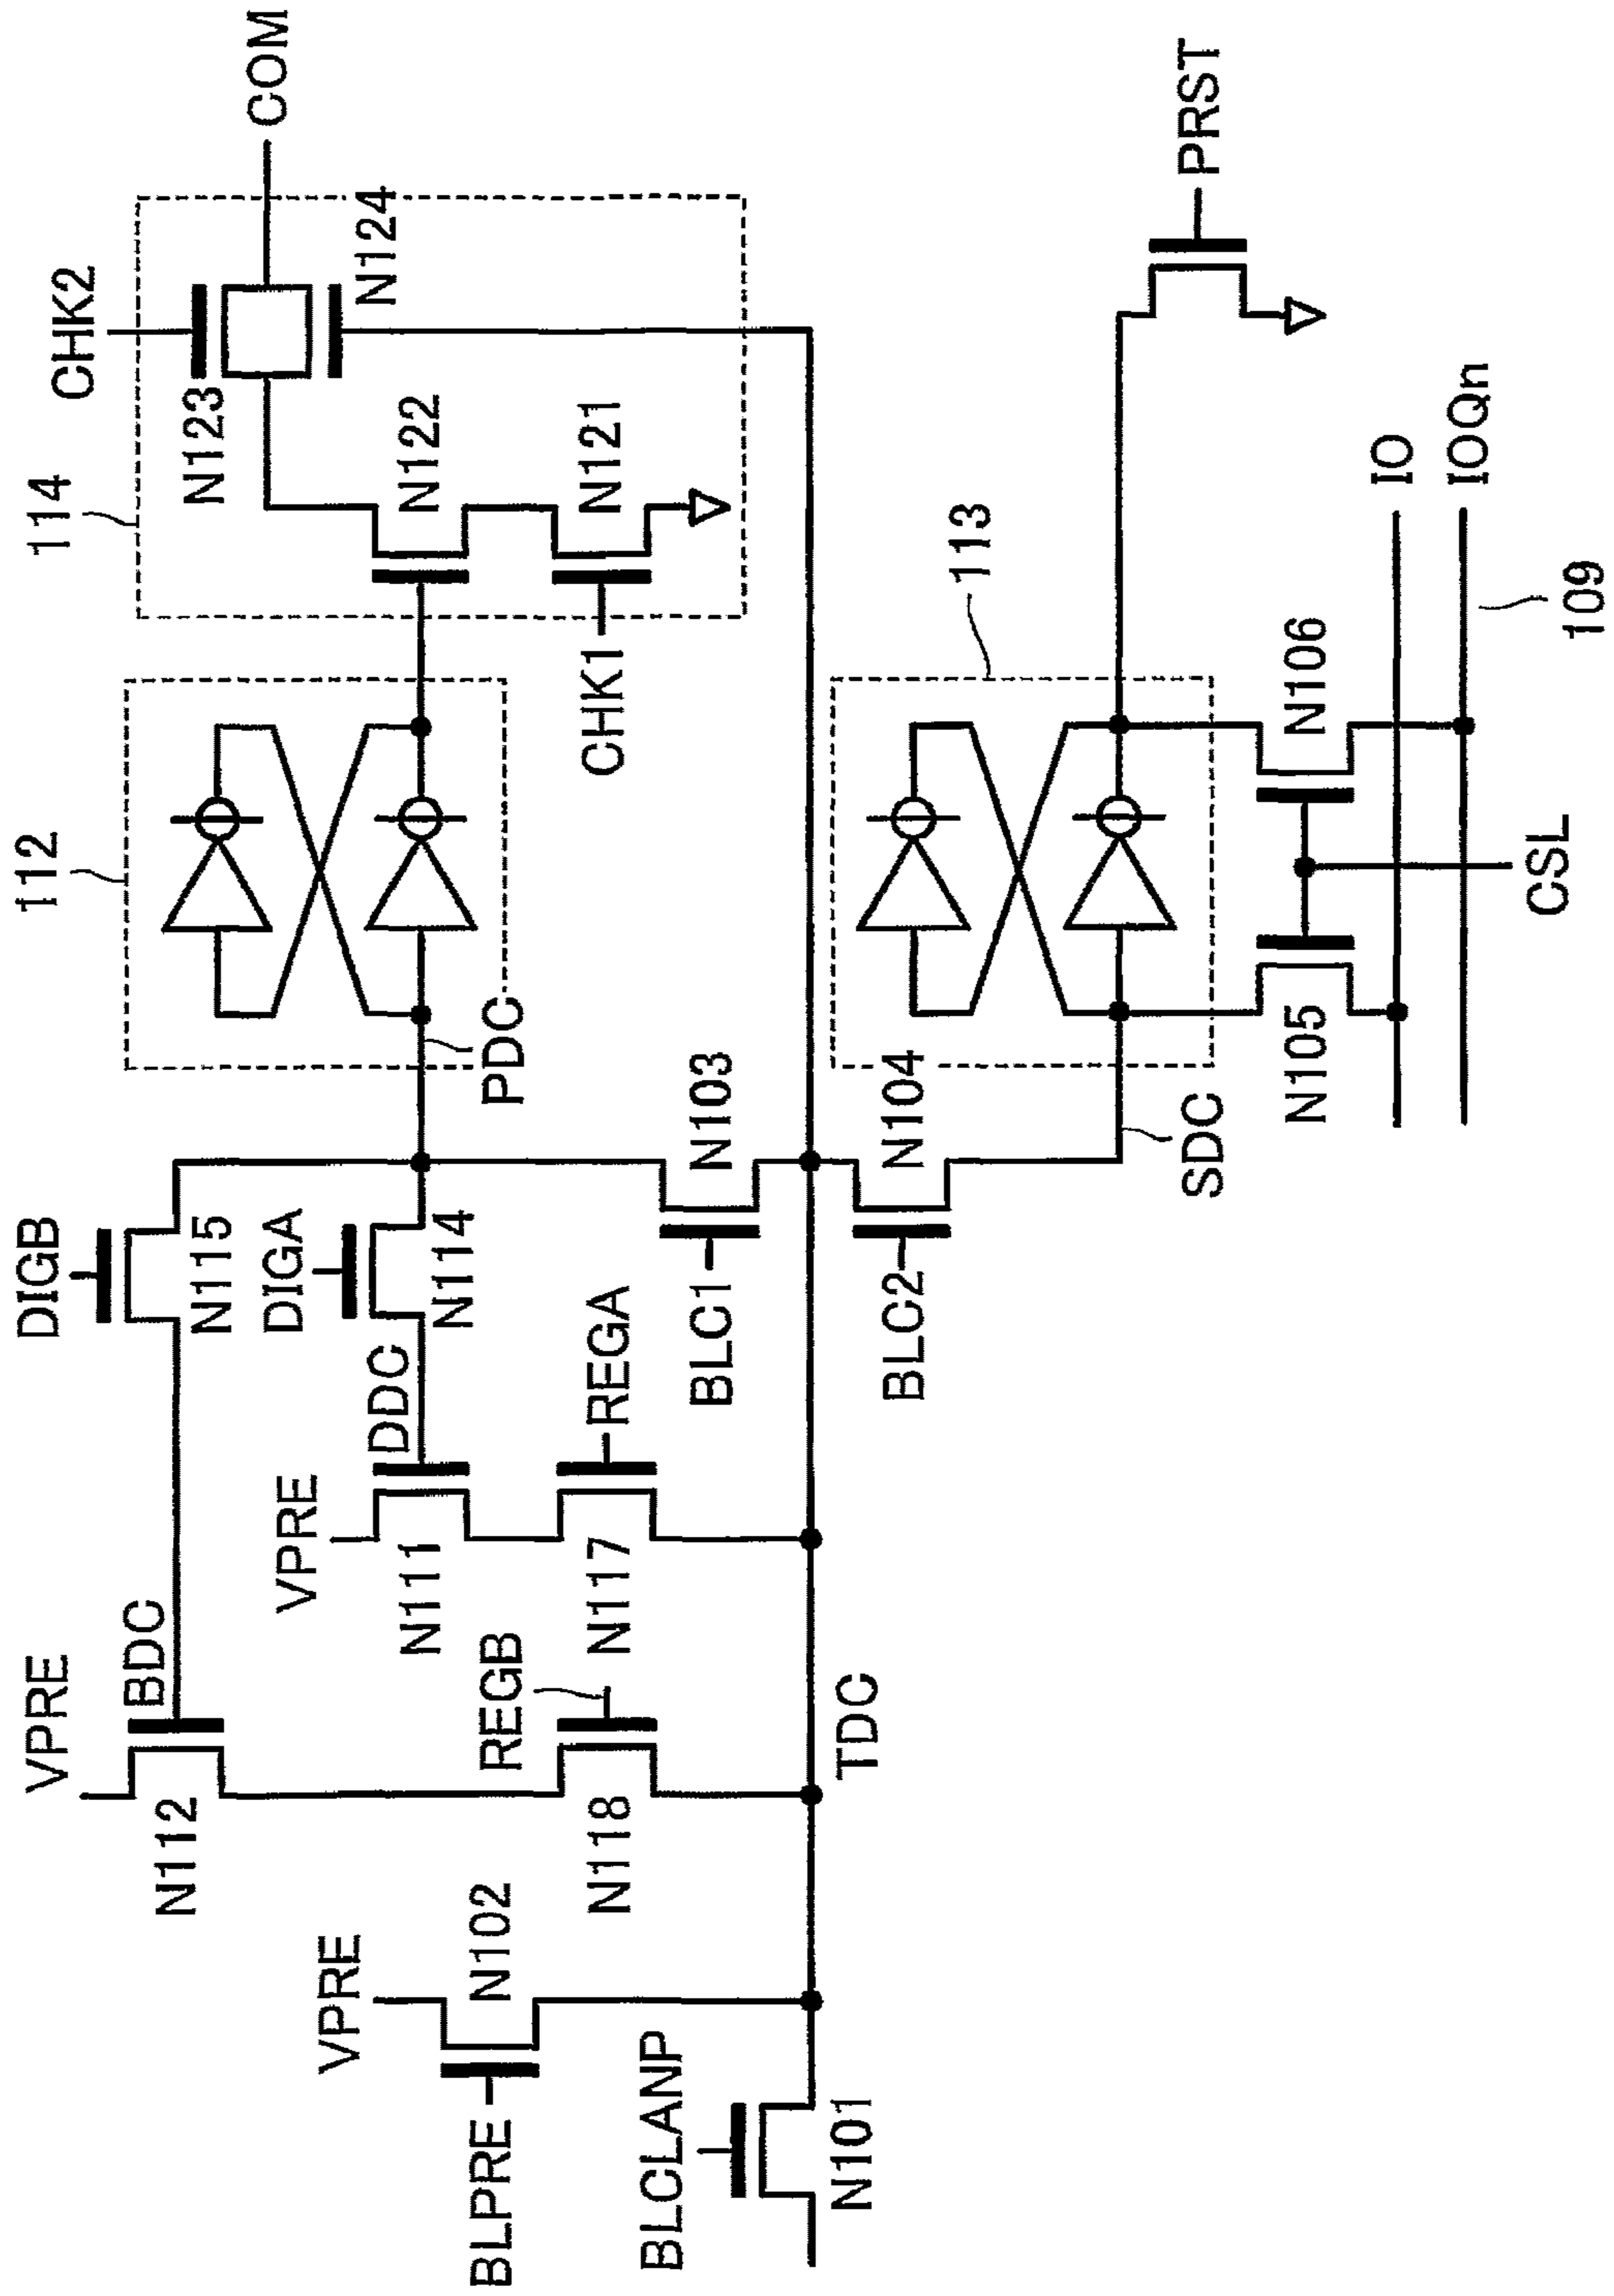 COM
PRST
CHK2
N124
N123
114
N122
N121
IO
IOQn
113
109
CHK1
N106
112
CSL
PDC
N103
N104
N105
SDC
DIGB
N115
DIGA
N114
DDC
REGA
BLC1
BLC2
VPRE
N111
N117
BDC
VPRE
REGB
TDC
N112
N118
VPRE
N102
BLCLANP
BLPRE
N101